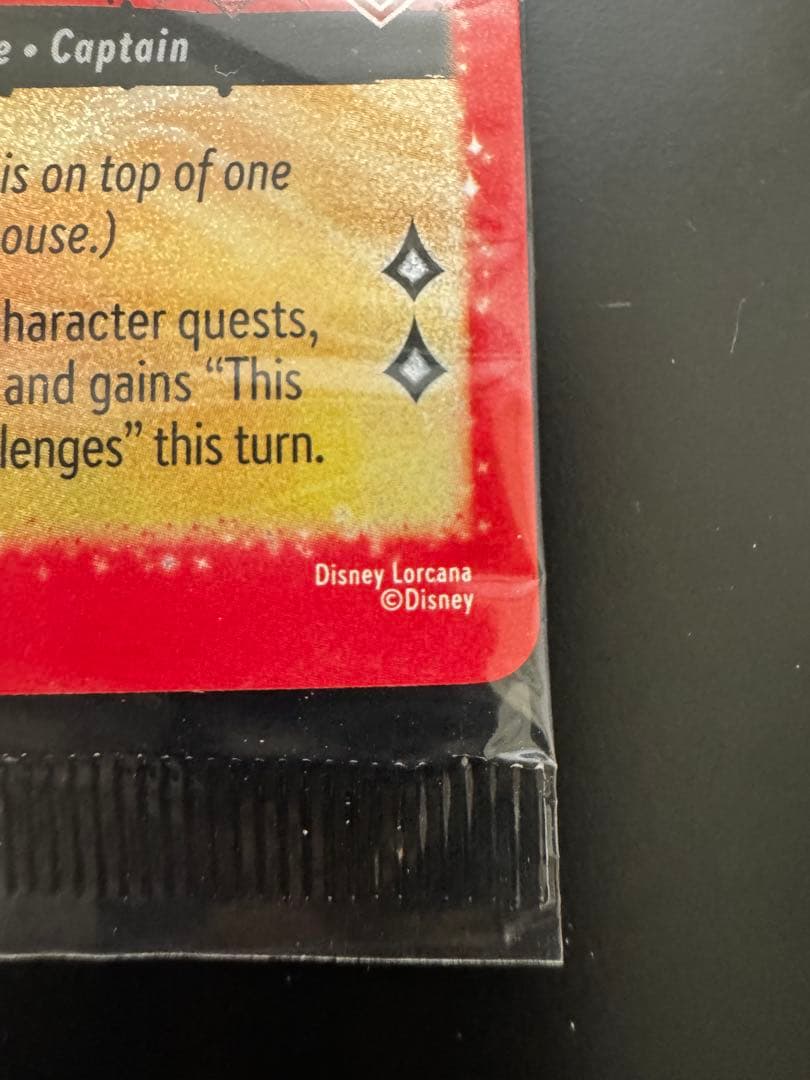 e • Captain
is on top of one
ouse.)
haracter quests,
and gains “This
lenges” this turn.
Disney Lorcana
©Disney